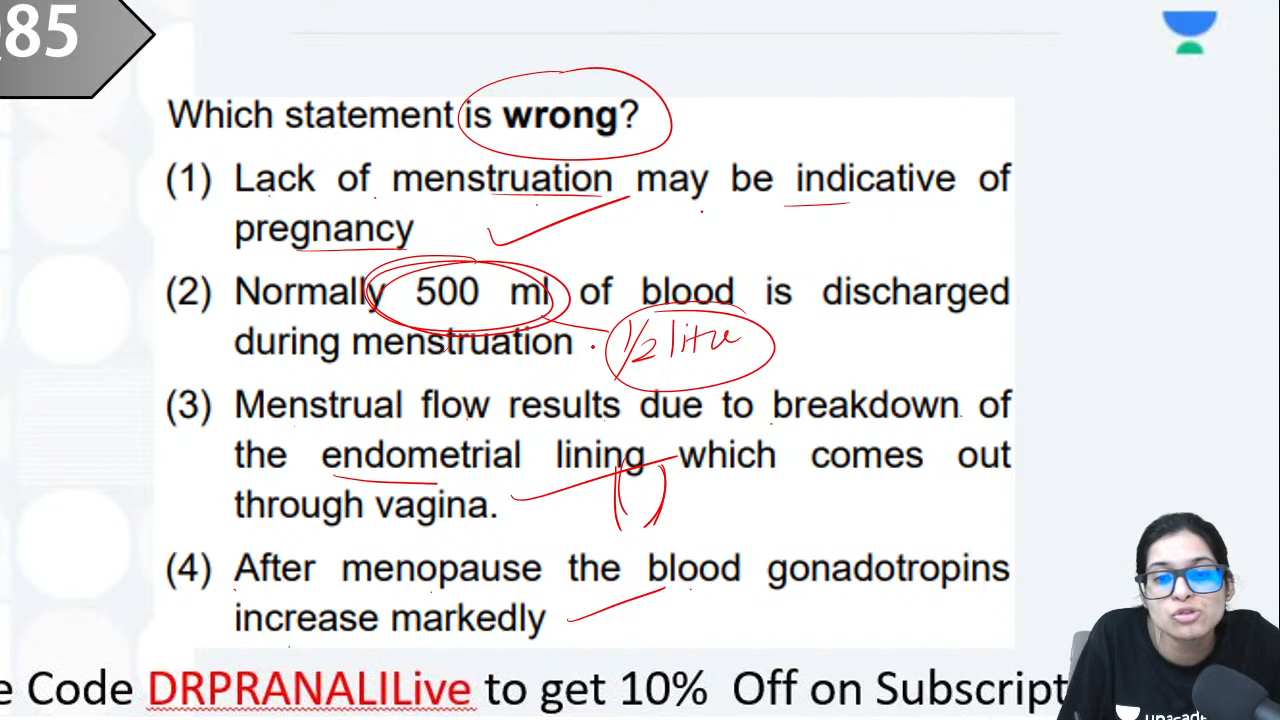 85
Which statement is wrong?
(1) Lack of menstruation may be indicative of
pregnancy
(2) Normally 500 ml of blood is discharged
during menstruation
1/2 litre
(3) Menstrual flow results due to breakdown of
the endometrial lining which comes out
through vagina.
(4) After menopause the blood gonadotropins
increase markedly
e Code DRPRANALILive to get 10% Off on Subscript